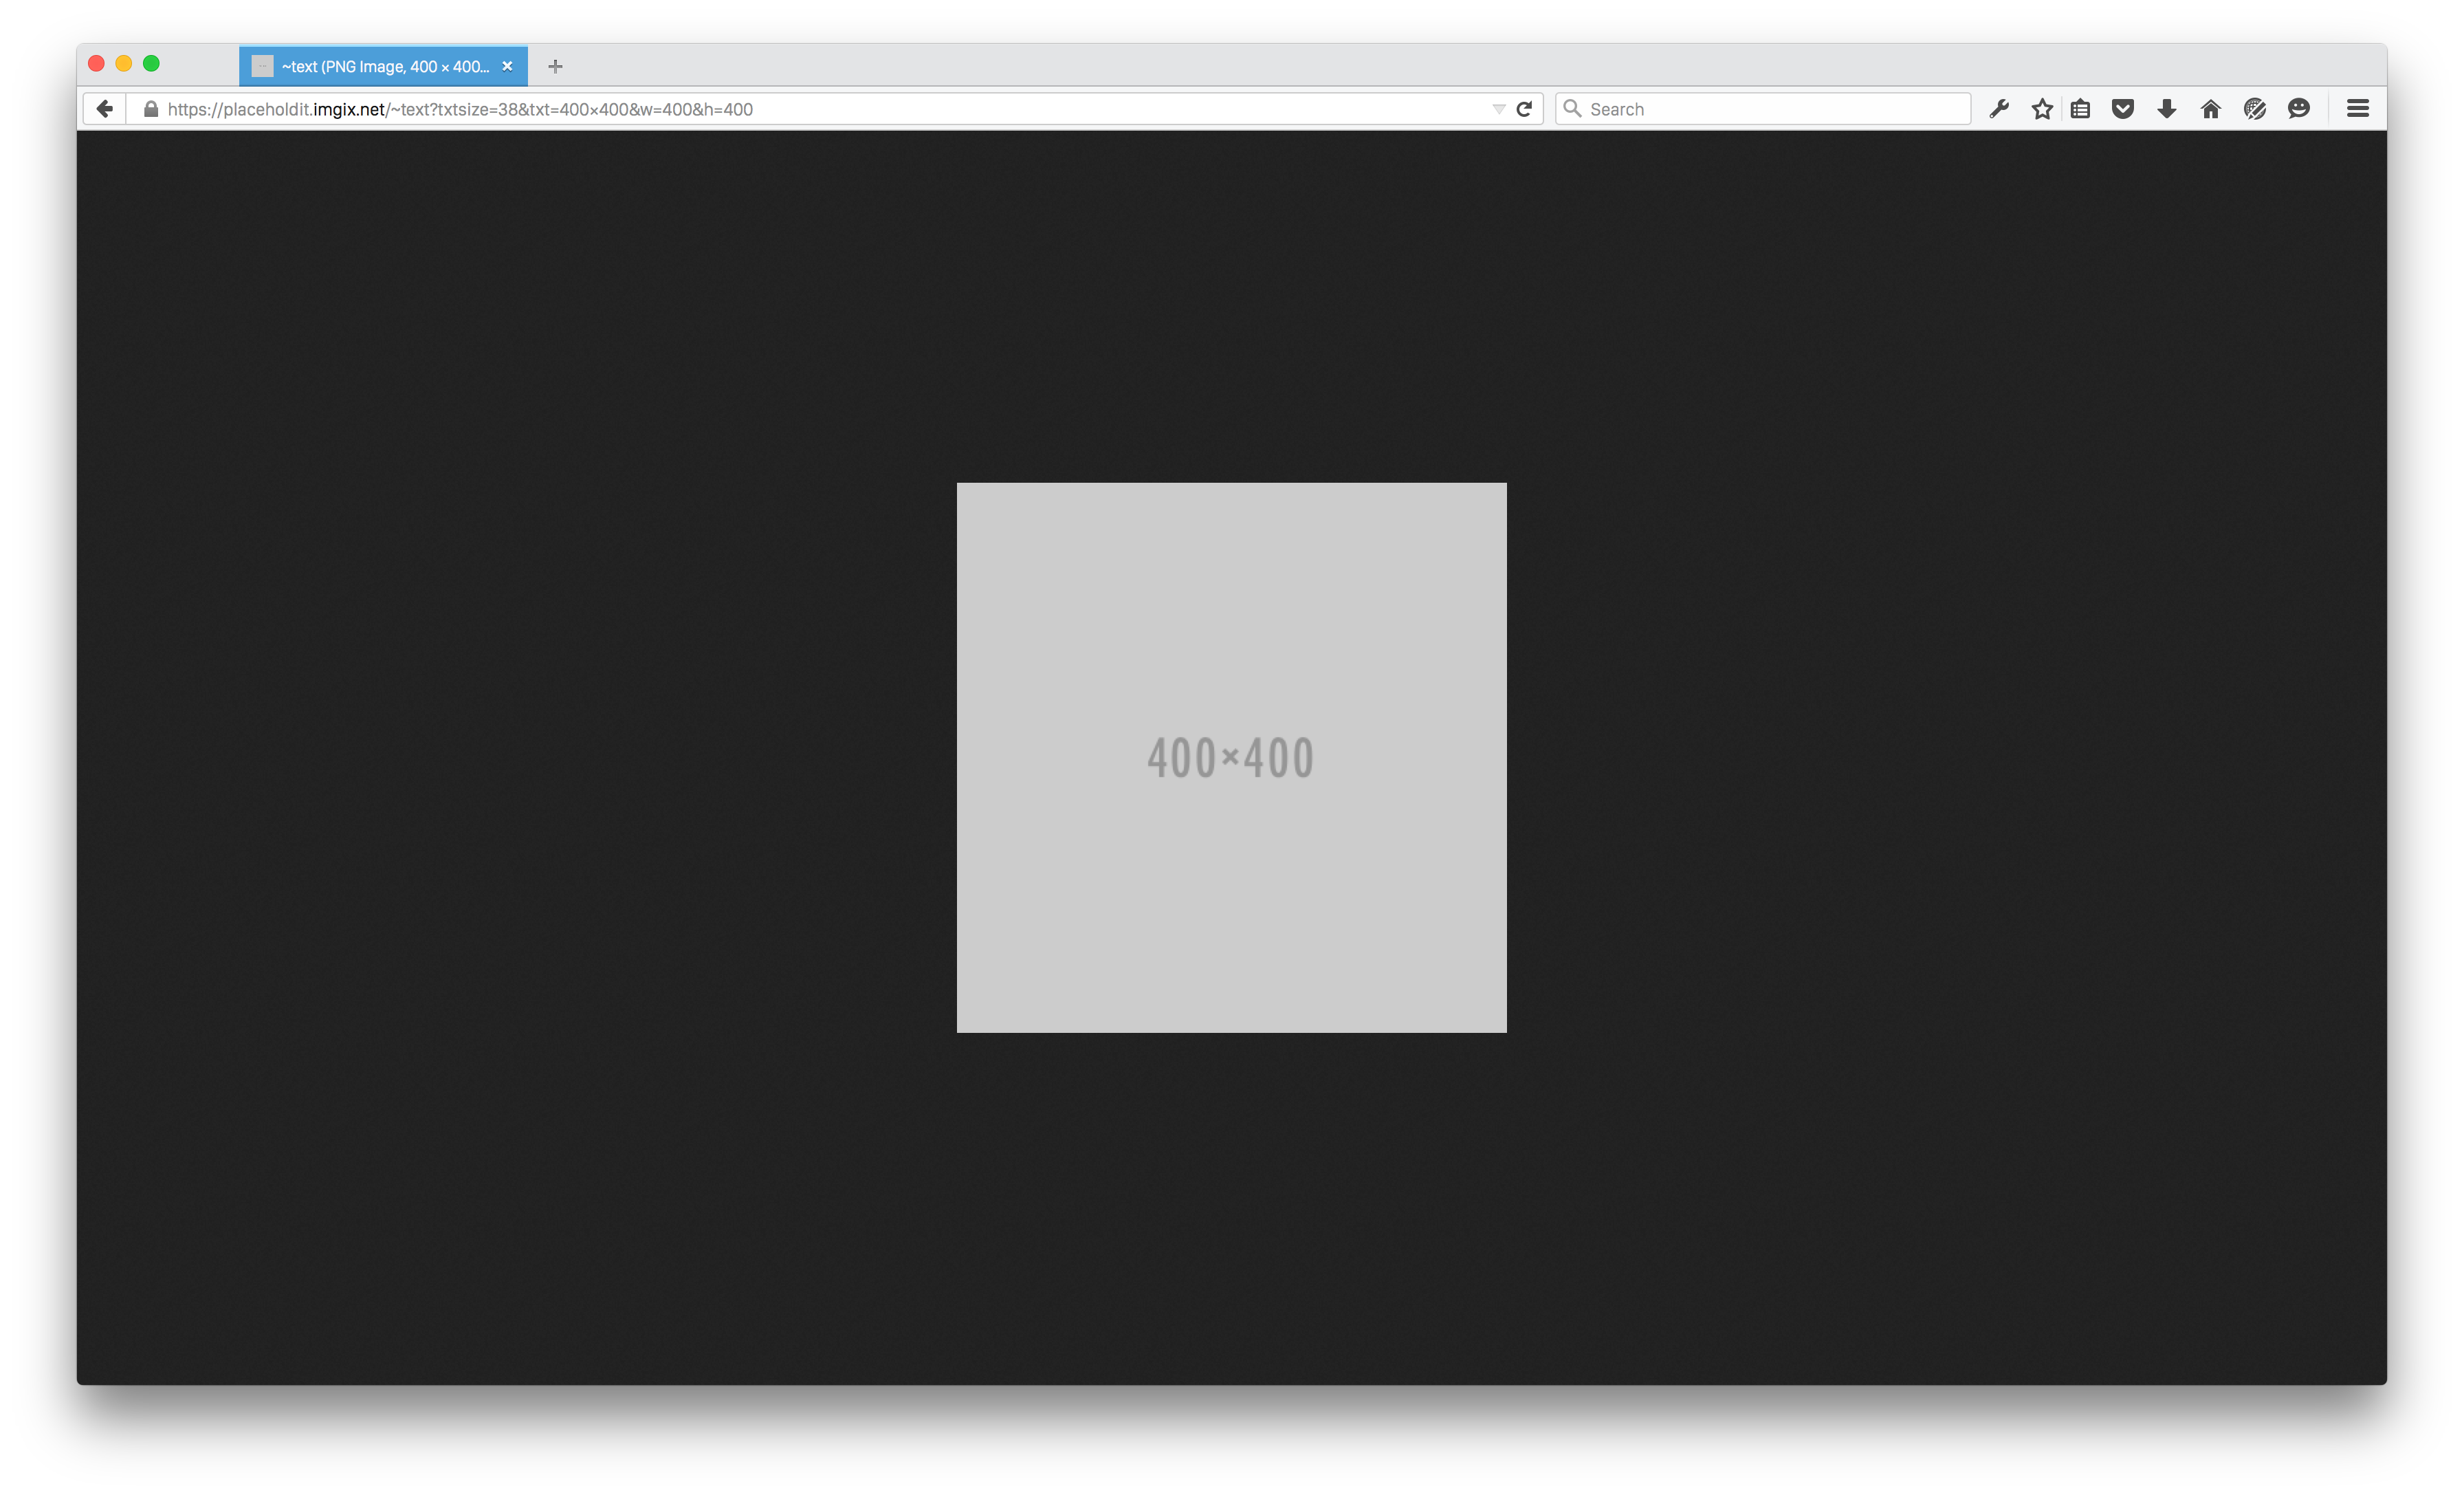 ~text (PNG Image, 400 × 400...
https://placeholdit.imgix.net/~text?txtsize=38&txt=400×400&w=400&h=400
Search
400×400